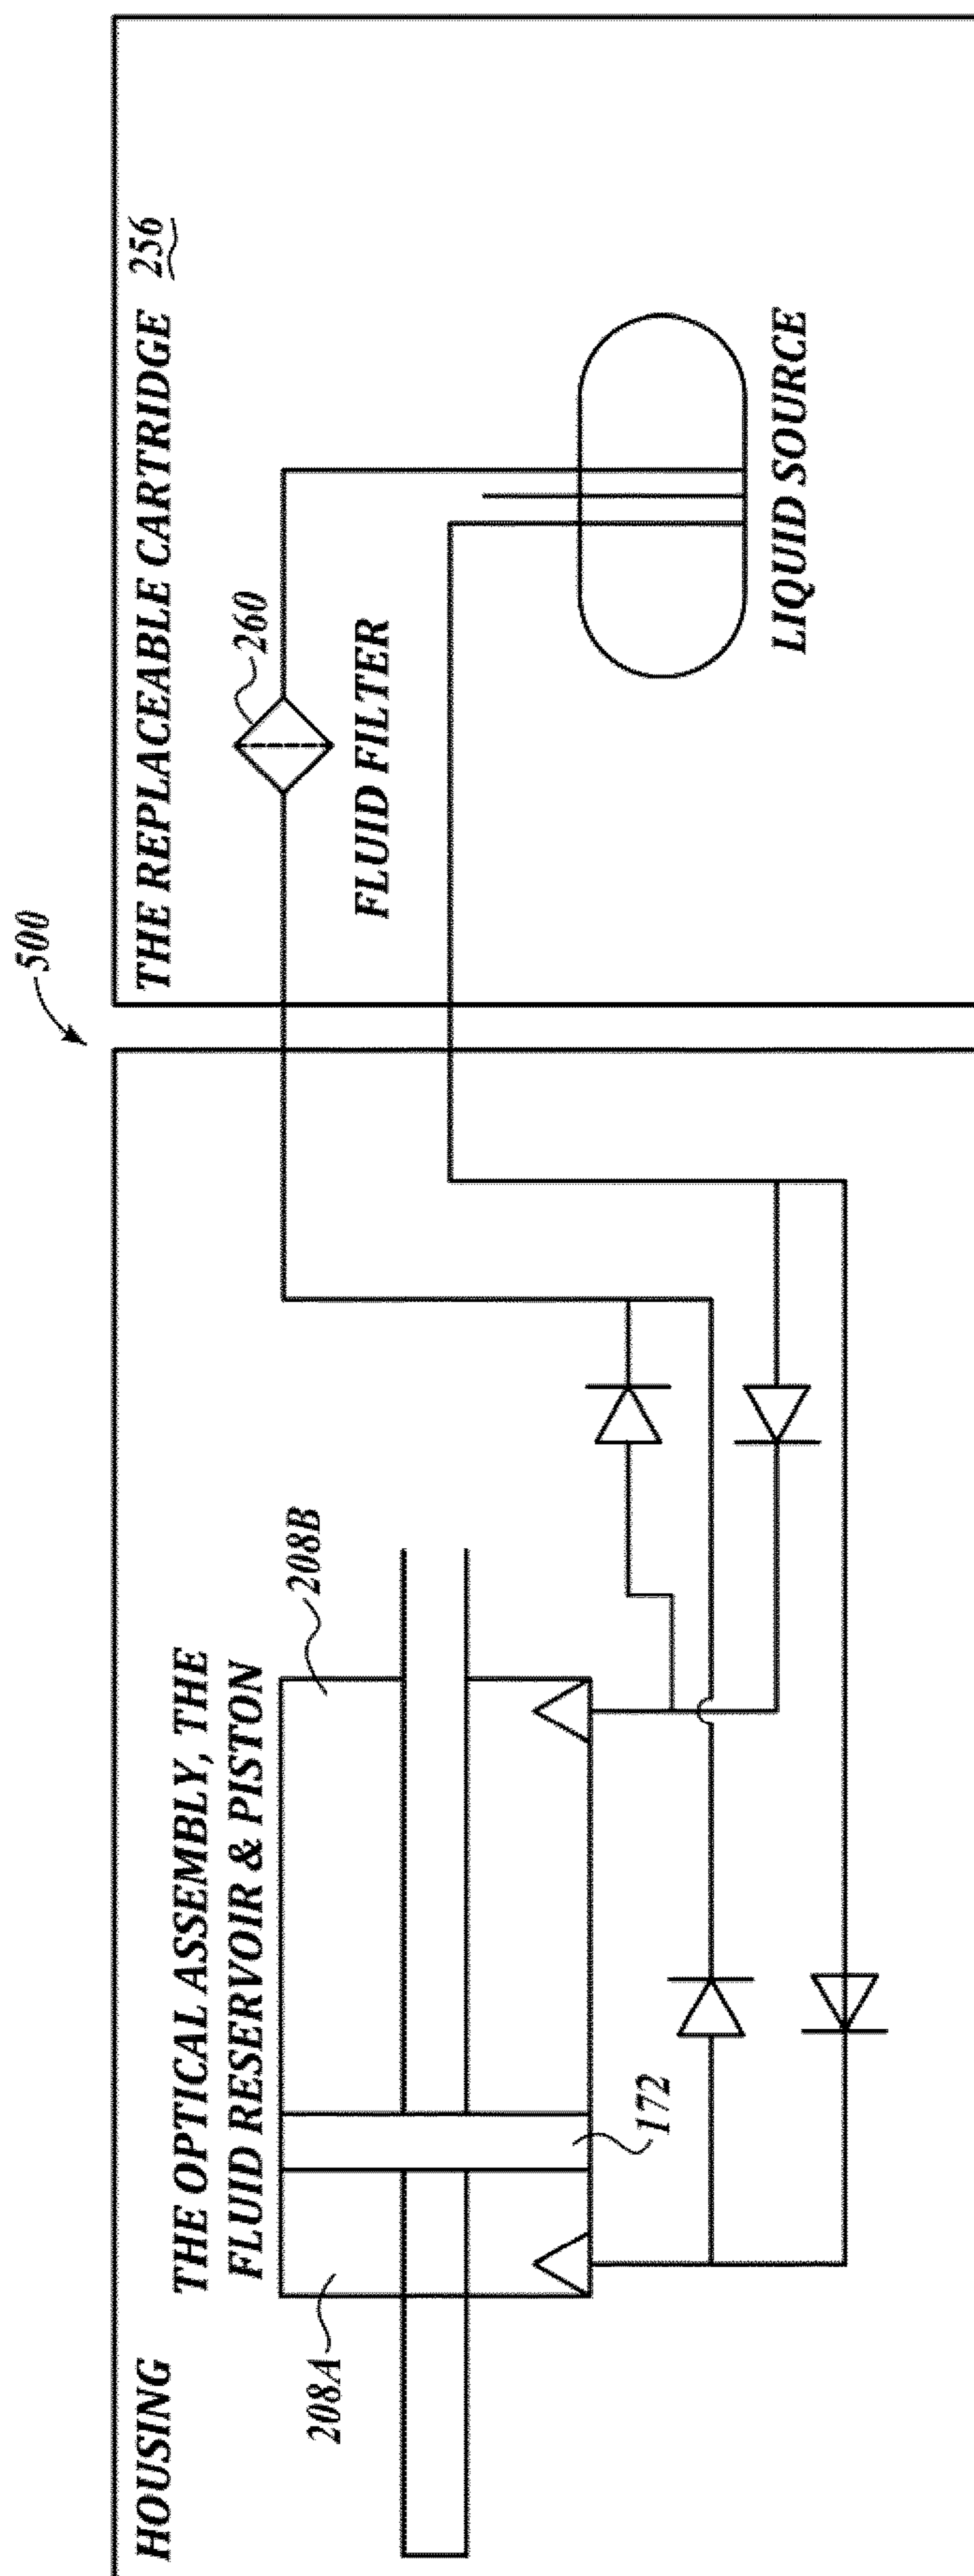 500
HOUSING
THE OPTICAL ASSEMBLY, THE
FLUID RESERVOIR & PISTON
208A
208B
172
THE REPLACEABLE CARTRIDGE 256
260
FLUID FILTER
LIQUID SOURCE